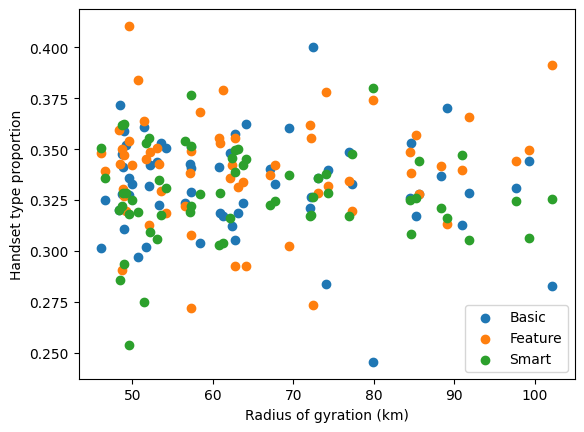 0.400
0.375
0.350
0.325
0.300
0.275
0.250
Handset type proportion
50
60
70
80
90
100
Radius of gyration (km)
Basic
Feature
Smart